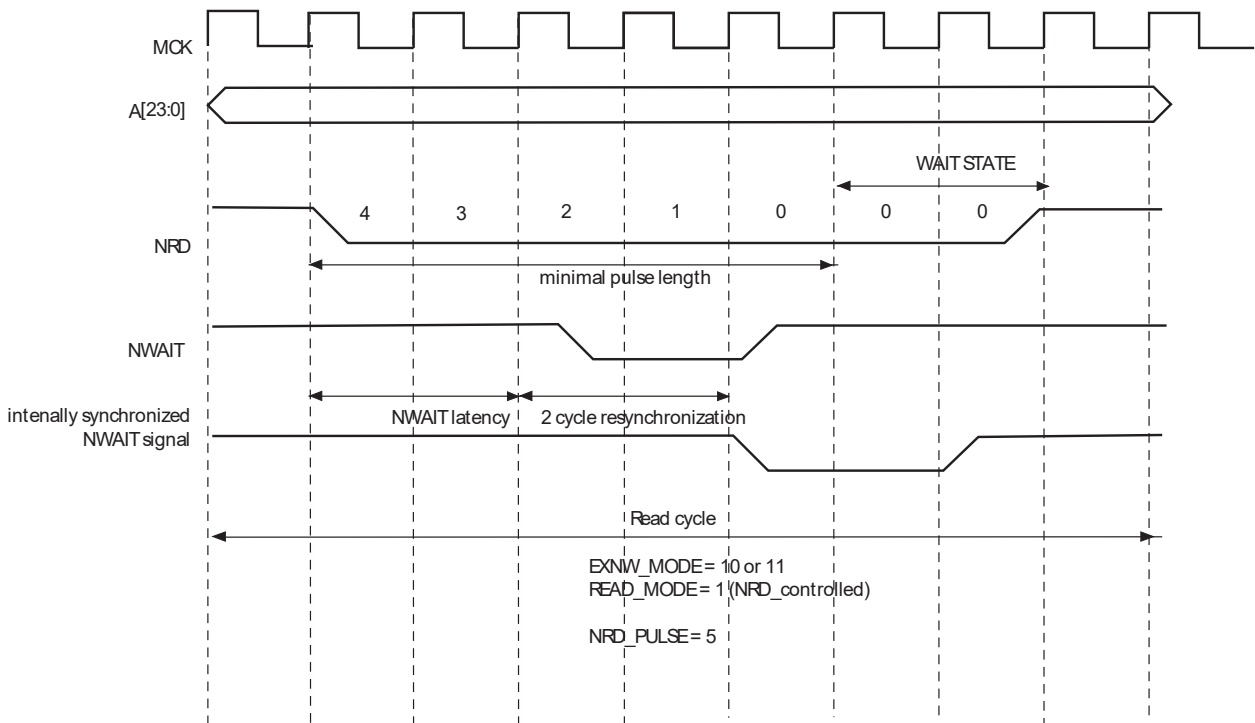 MCK
A[23:0]
WAIT STATE
4 3 2 1 0 0 0
NRD
minimal pulse length
NWAIT
intenally synchronized
NWAIT signal
NWAIT latency
2 cycle resynchronization
Read cycle
EXNW_MODE = 10 or 11
READ_MODE = 1 (NRD_controlled)
NRD_PULSE = 5